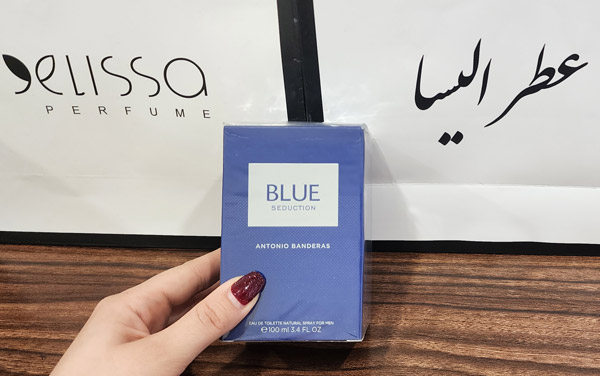 elissa
PERFUME
عطر الیسا
BLUE
SEDUCTION
ANTONIO BANDERAS
EAU DE TOILETTE NATURAL SPRAY FOR MEN
℮ 100 ml 3.4 FL OZ